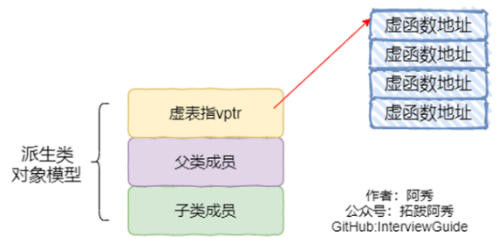 虚函数地址
虚函数地址
虚函数地址
虚函数地址
虚表指vptr
派生类
对象模型
父类成员
子类成员
作者：阿秀
公众号：拓跋阿秀
GitHub:InterviewGuide